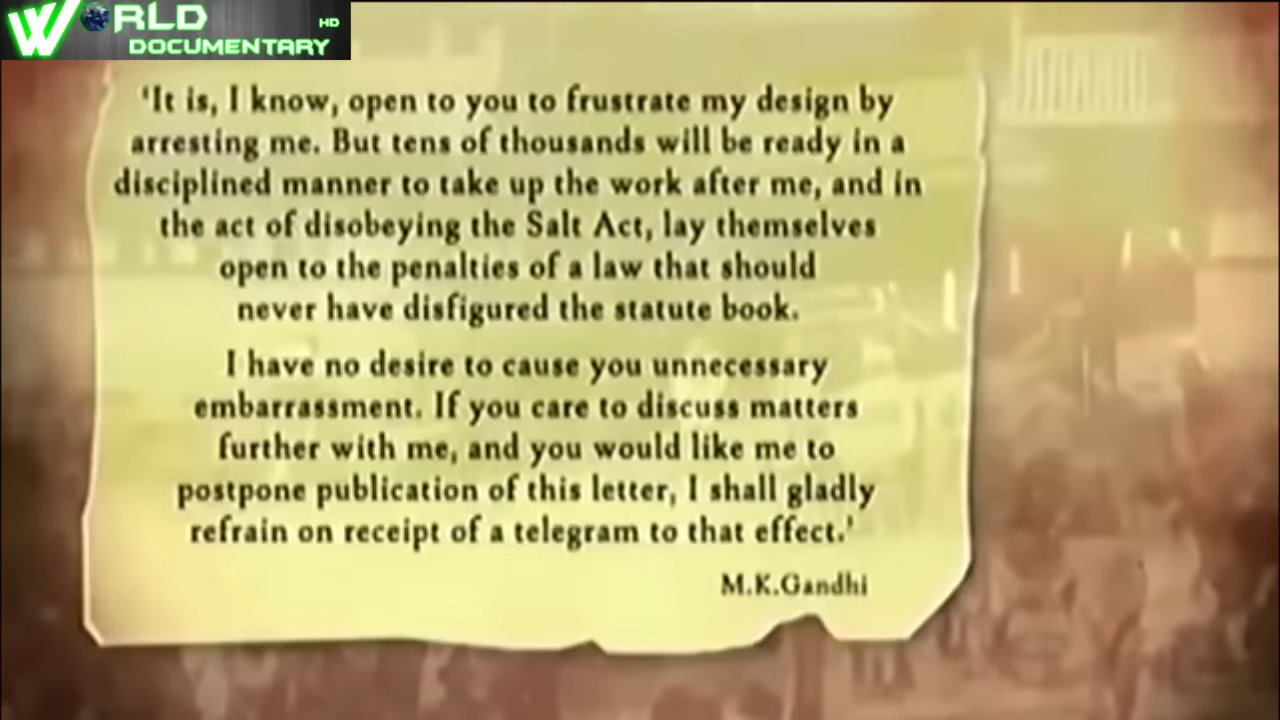 WORLD
HD
DOCUMENTARY
‘It is, I know, open to you to frustrate my design by
arresting me. But tens of thousands will be ready in a
disciplined manner to take up the work after me, and in
the act of disobeying the Salt Act, lay themselves
open to the penalties of a law that should
never have disfigured the statute book.
I have no desire to cause you unnecessary
embarrassment. If you care to discuss matters
further with me, and you would like me to
postpone publication of this letter, I shall gladly
refrain on receipt of a telegram to that effect.’
M.K.Gandhi